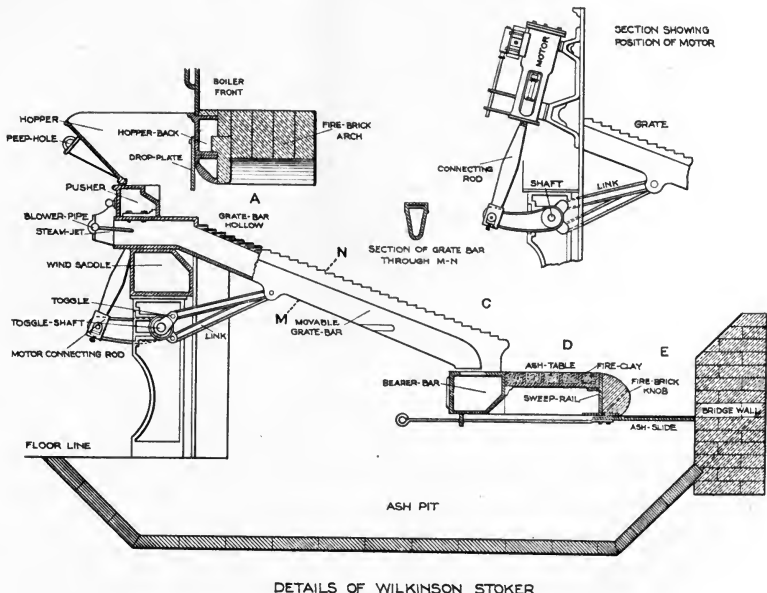 SECTION SHOWING
POSITION OF MOTOR
MOTOR
BOILER
FRONT
HOPPER
PEEP-HOLE
HOPPER-BACK
FIRE-BRICK
ARCH
DROP-PLATE
A
PUSHER
BLOWER-PIPE
STEAM-JET
GRATE-BAR
HOLLOW
GRATE
CONNECTING
ROD
SHAFT
LINK
SECTION OF GRATE BAR
THROUGH M-N
WIND SADDLE
N
M
TOGGLE
TOGGLE-SHAFT
MOTOR CONNECTING ROD
LINK
MOVABLE
GRATE-BAR
C
D
E
ASH-TABLE
FIRE-CLAY
BEARER-BAR
SWEEP-RAIL
FIRE-BRICK
KNOB
BRIDGE WALL
ASH-SLIDE
FLOOR LINE
ASH PIT
DETAILS OF WILKINSON STOKER